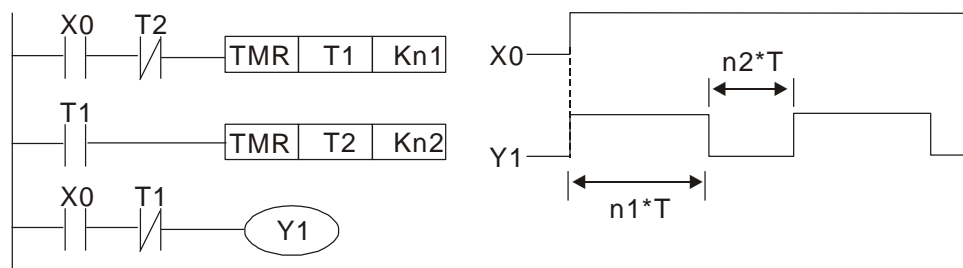 X0 T2
TMR T1 Kn1
T1
TMR T2 Kn2
X0 T1
Y1
X0
n2*T
Y1
n1*T